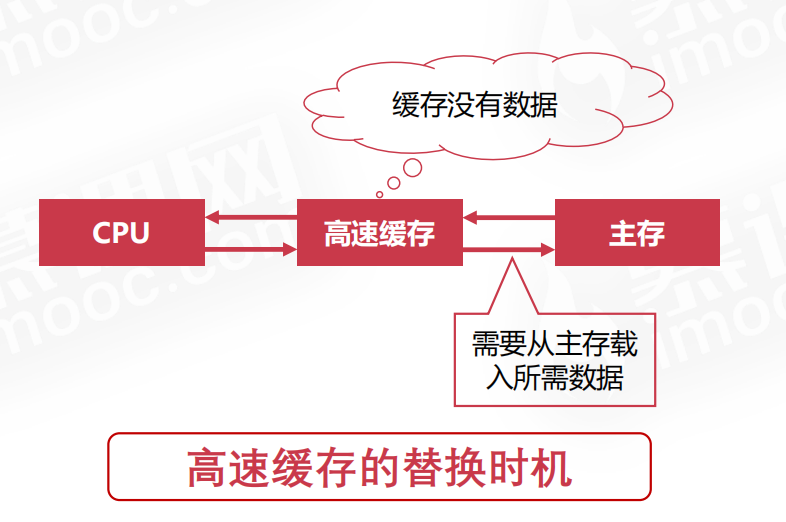 缓存没有数据
CPU
高速缓存
主存
需要从主存载
入所需数据
高速缓存的替换时机